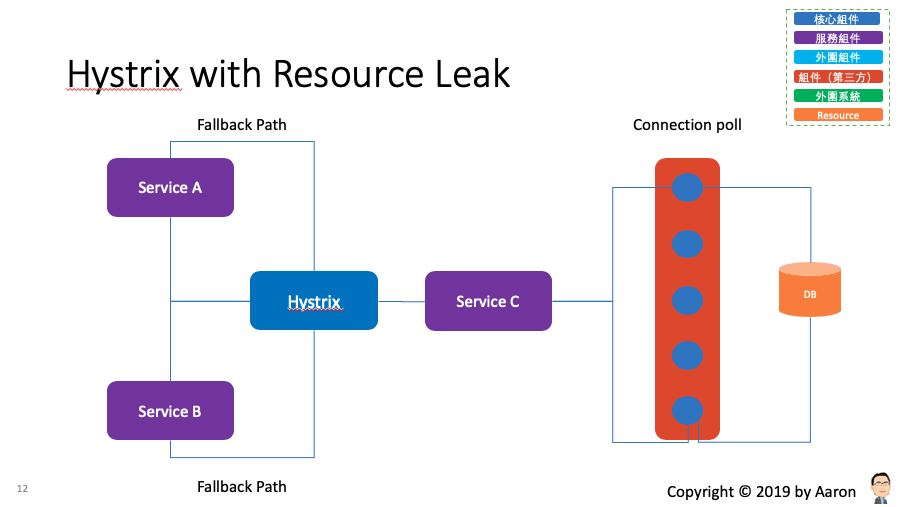 核心組件
服務組件
外圍組件
組件（第三方）
外圍系統
Resource
Hystrix with Resource Leak
Fallback Path
Connection poll
Service A
Hystrix
Service C
DB
Service B
Fallback Path
12
Copyright © 2019 by Aaron